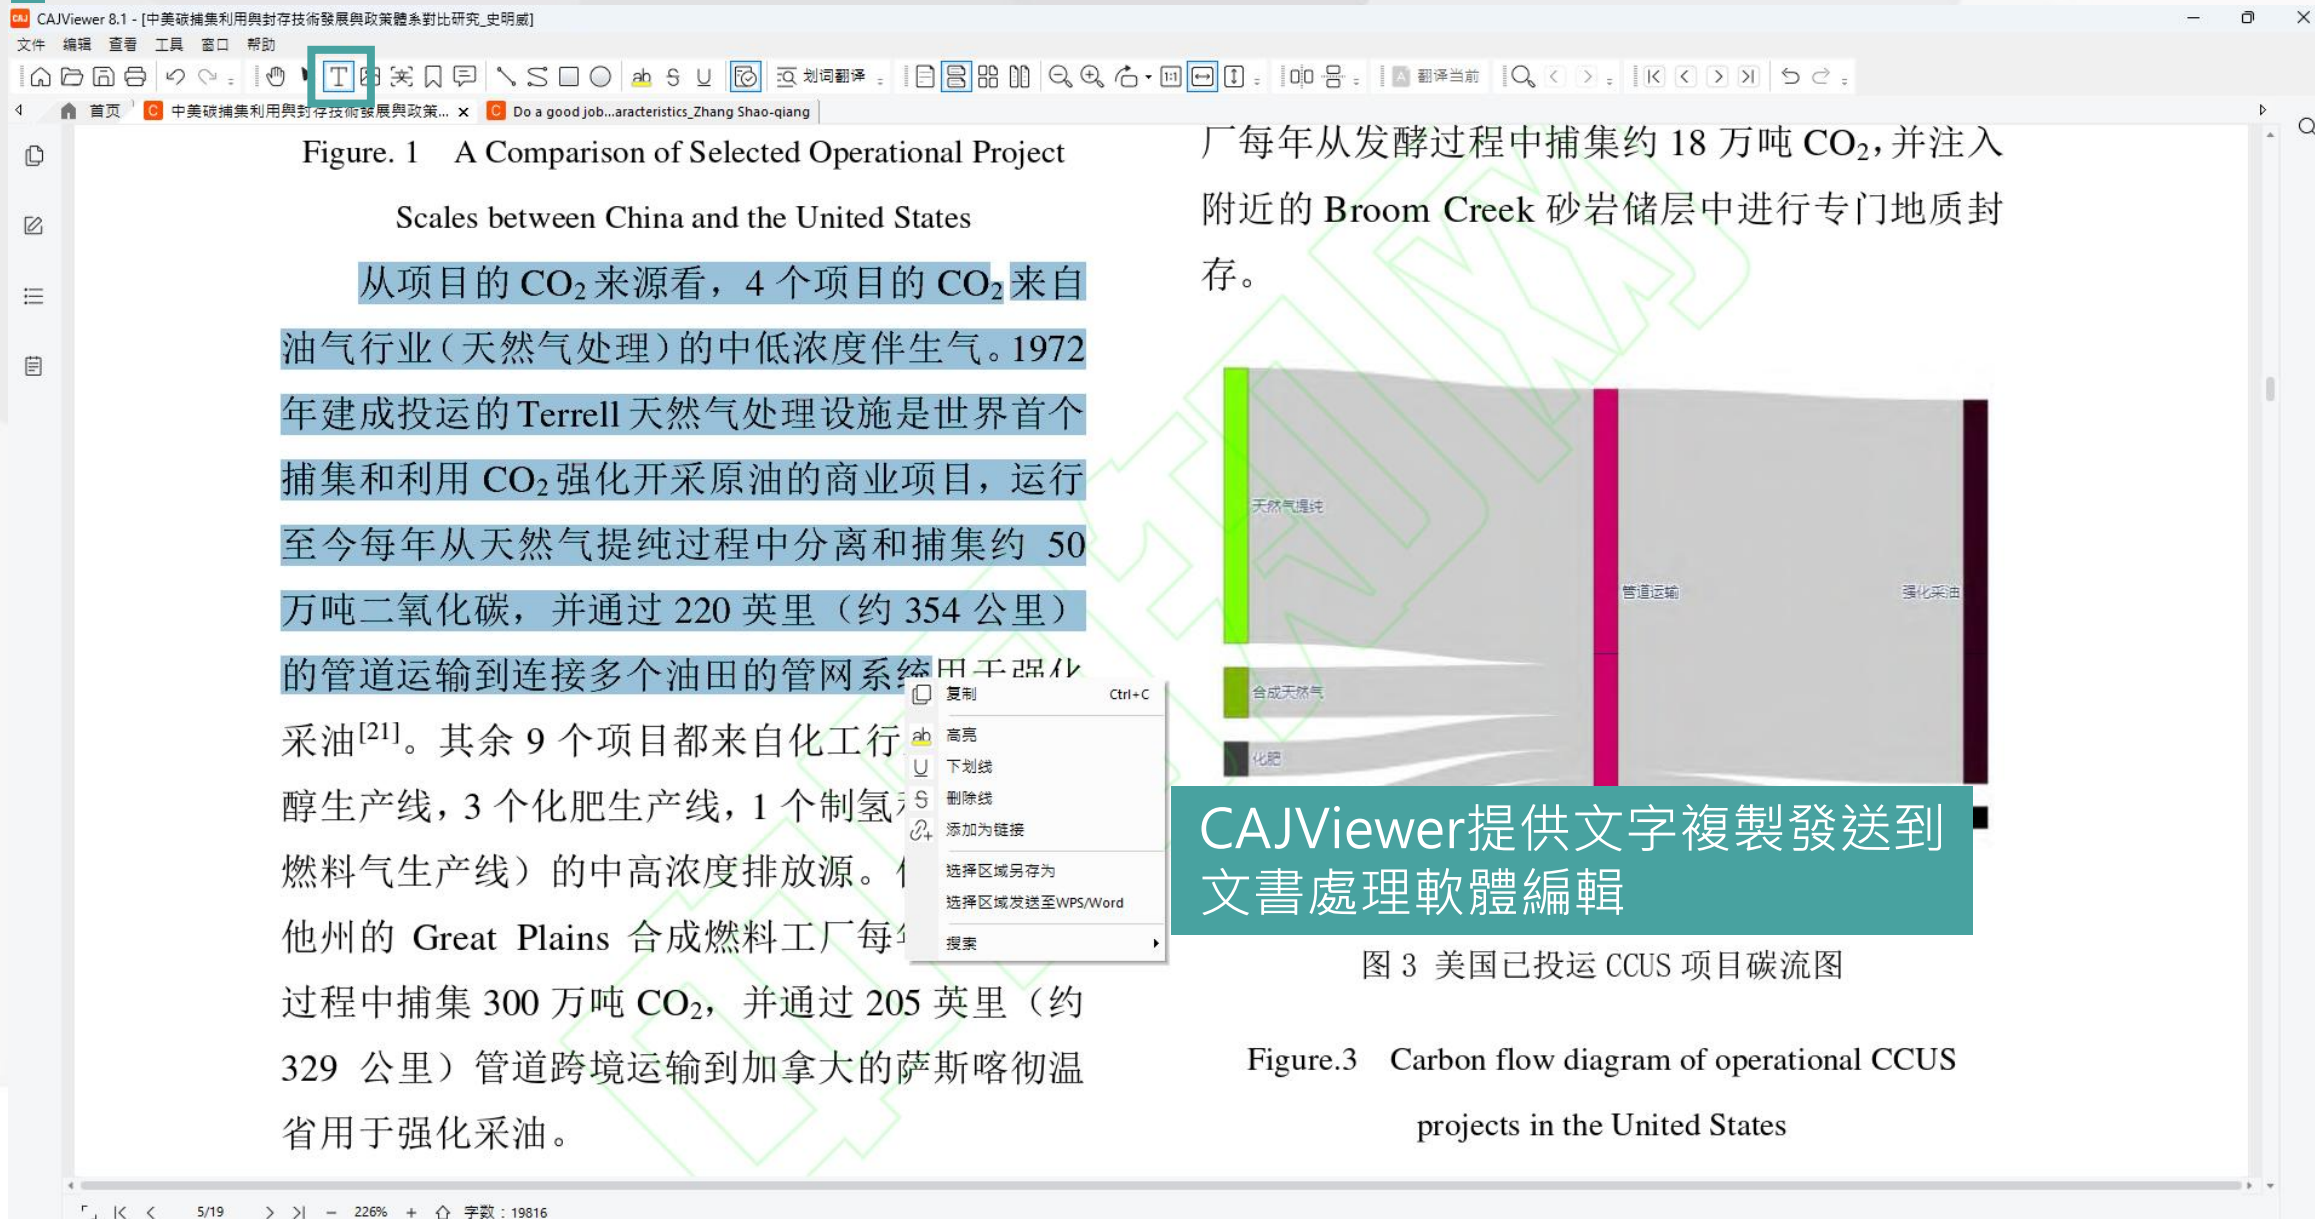 CAJViewer 8.1 - [中美碳捕集利用與封存技術發展與政策體系對比研究_史明威]
文件 编辑 查看 工具 窗口 帮助
划词翻译 翻译当前
首页 中美碳捕集利用與封存技術發展與政策... Do a good job...aracteristics_Zhang Shao-qiang
Figure. 1 A Comparison of Selected Operational Project
Scales between China and the United States
从项目的 CO₂ 来源看，4 个项目的 CO₂ 来自
油气行业（天然气处理）的中低浓度伴生气。1972
年建成投运的 Terrell 天然气处理设施是世界首个
捕集和利用 CO₂ 强化开采原油的商业项目，运行
至今每年从天然气提纯过程中分离和捕集约 50
万吨二氧化碳，并通过 220 英里（约 354 公里）
的管道运输到连接多个油田的管网系统用于强化
采油[21]。其余 9 个项目都来自化工行
醇生产线，3 个化肥生产线，1 个制氢
燃料气生产线）的中高浓度排放源。
他州的 Great Plains 合成燃料工厂每
过程中捕集 300 万吨 CO₂，并通过 205 英里（约
329 公里）管道跨境运输到加拿大的萨斯喀彻温
省用于强化采油。
复制 Ctrl+C
高亮
下划线
删除线
添加为链接
选择区域另存为
选择区域发送至WPS/Word
搜索
厂每年从发酵过程中捕集约 18 万吨 CO₂，并注入
附近的 Broom Creek 砂岩储层中进行专门地质封
存。
天然气提纯
管道运输
强化采油
合成天然气
化肥
CAJViewer提供文字複製發送到
文書處理軟體編輯
图 3 美国已投运 CCUS 项目碳流图
Figure.3 Carbon flow diagram of operational CCUS
projects in the United States
5/19 226% 字数：19816